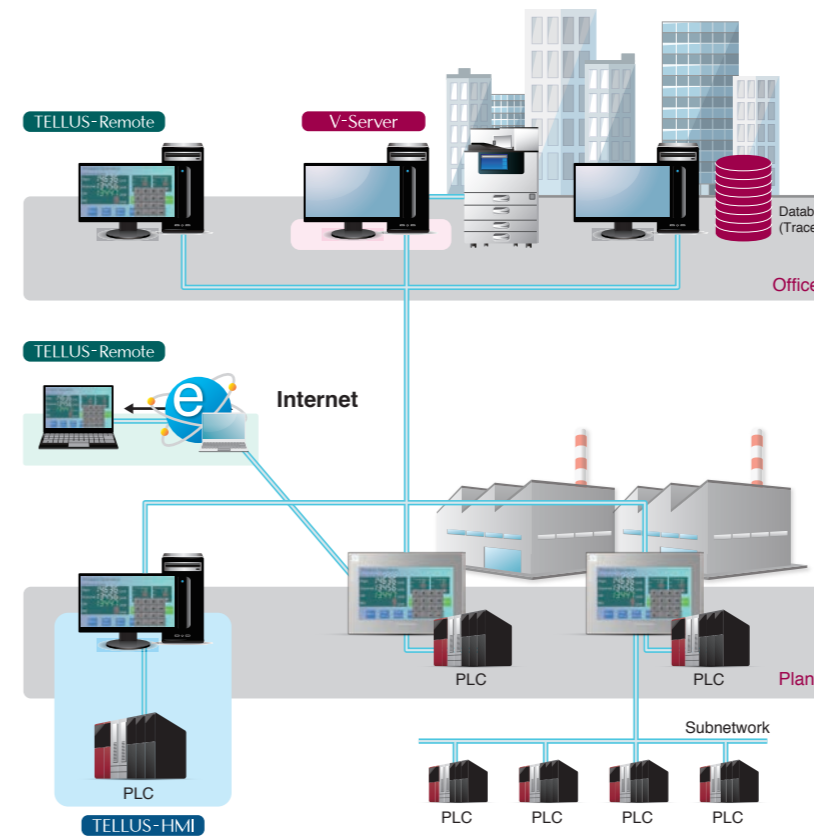 TELLUS-Remote
V-Server
Datab
(Trace
Office
TELLUS-Remote
e
Internet
PLC
PLC
Plan
Subnetwork
PLC
PLC
PLC
PLC
PLC
TELLUS-HMI